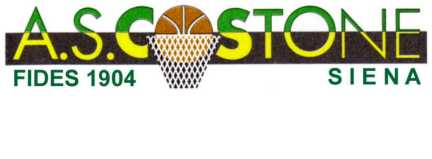 A.S. COSTONE
FIDES 1904
SIENA